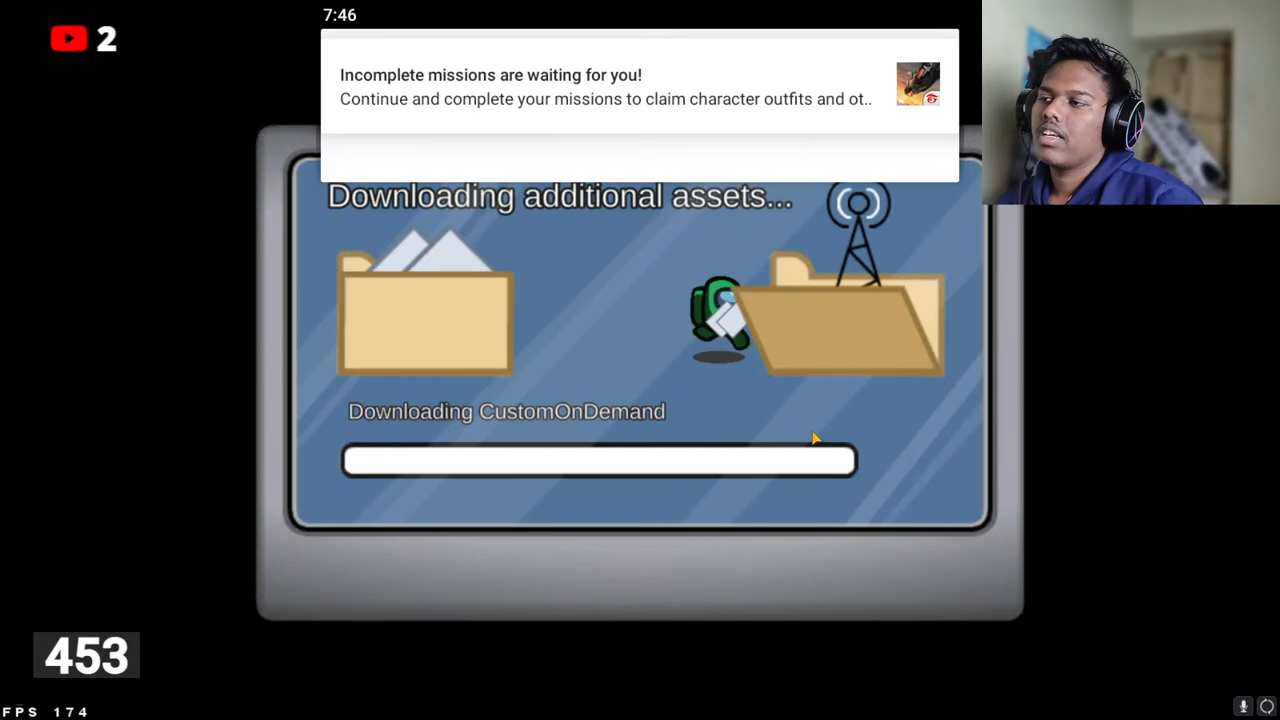 2
7:46
Incomplete missions are waiting for you!
Continue and complete your missions to claim character outfits and ot..
Downloading additional assets...
Downloading CustomOnDemand
453
FPS 174